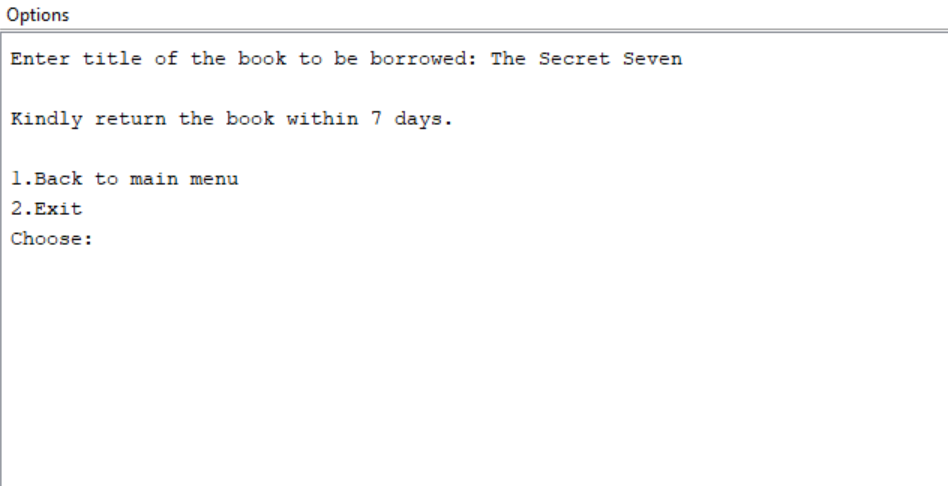 Options
Enter title of the book to be borrowed: The Secret Seven
Kindly return the book within 7 days.
1.Back to main menu
2.Exit
Choose: